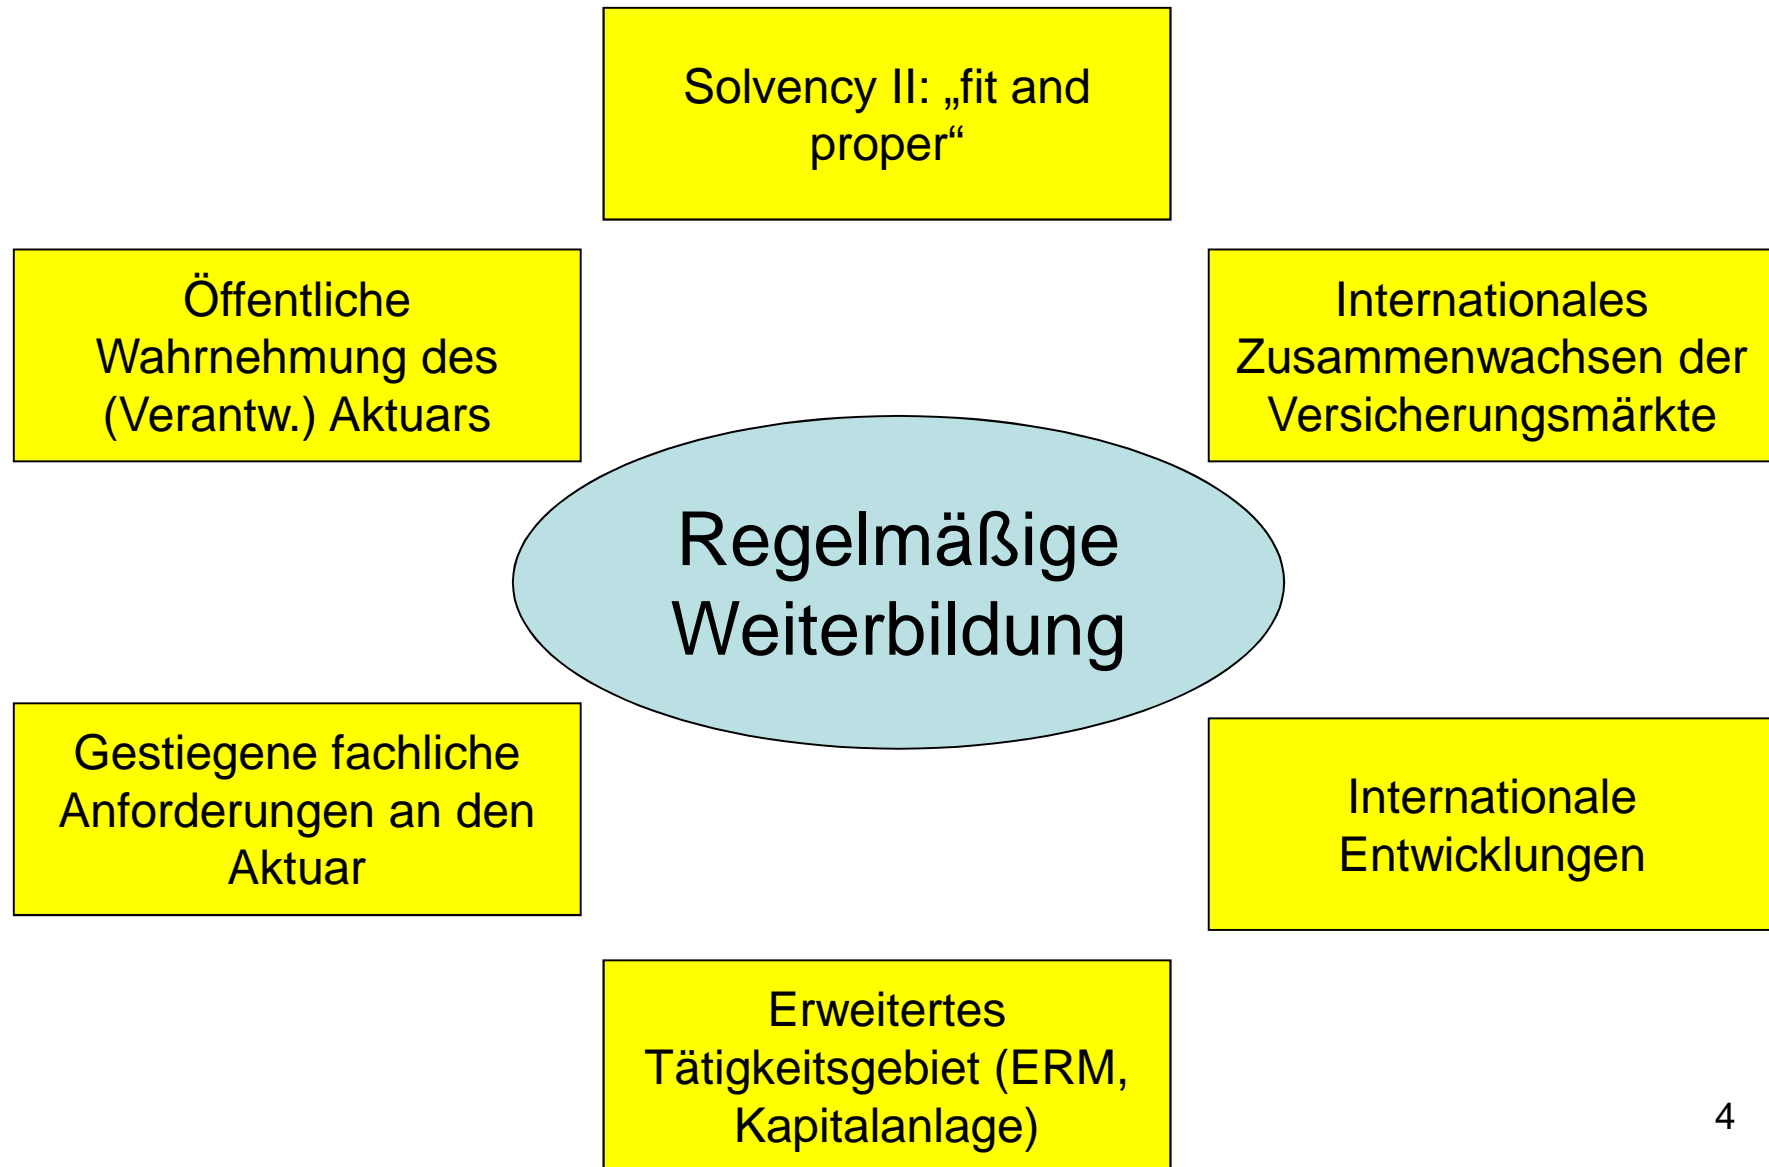 Solvency II: „fit and
proper“
Öffentliche
Wahrnehmung des
(Verantw.) Aktuars
Internationales
Zusammenwachsen der
Versicherungsmärkte
Regelmäßige
Weiterbildung
Gestiegene fachliche
Anforderungen an den
Aktuar
Internationale
Entwicklungen
Erweitertes
Tätigkeitsgebiet (ERM,
Kapitalanlage)
4